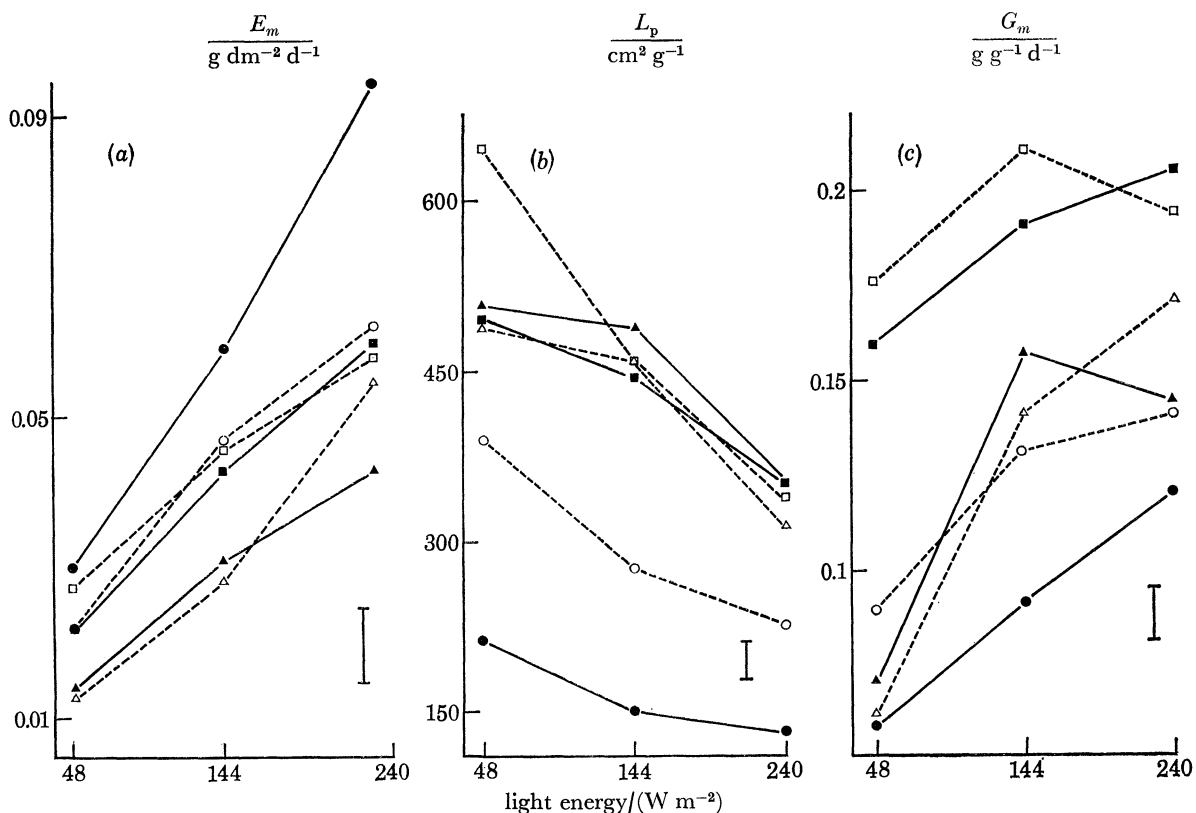 E_m / g dm⁻² d⁻¹
0.09
0.05
0.01
(a)
48 144 240
L_p / cm² g⁻¹
600
450
300
150
(b)
48 144 240
G_m / g g⁻¹ d⁻¹
0.2
0.15
0.1
(c)
48 144 240
light energy/(W m⁻²)